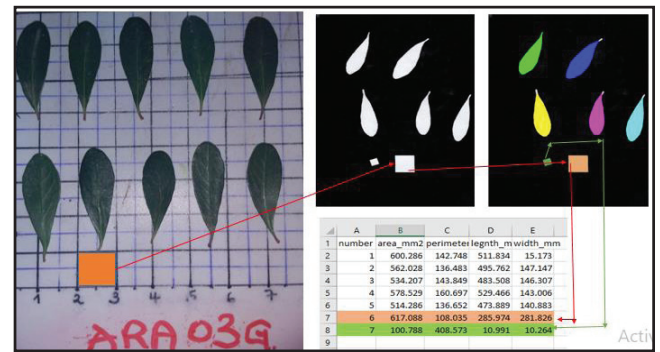 1 2 3 4 5 6 7
ARA 03G
A B C D E
1 number area_mm2 perimeter legnth_m width_mm
2 1 600.286 142.748 511.834 15.173
3 2 562.028 136.483 495.762 147.147
4 3 534.207 143.849 483.508 146.307
5 4 578.529 160.697 529.466 143.006
6 5 514.286 136.652 473.889 140.883
7 6 617.088 108.035 285.974 281.826
8 7 100.788 408.573 10.991 10.264
9
Activ